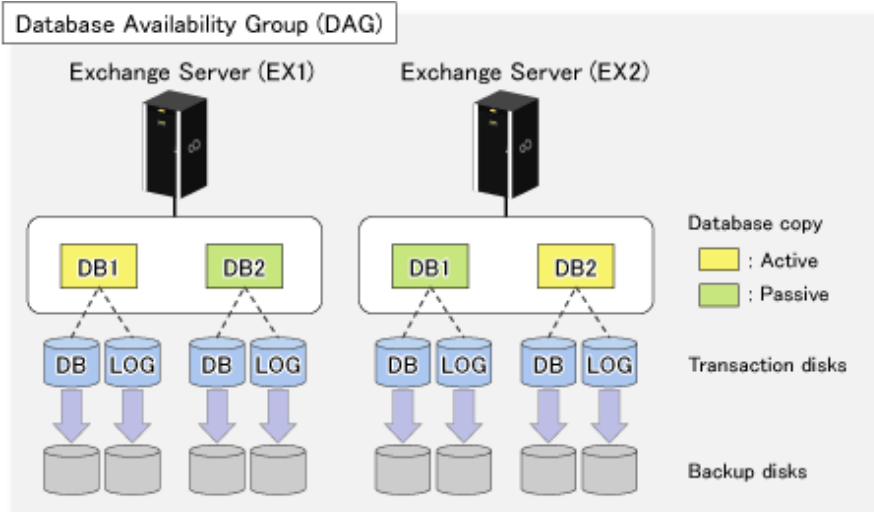 Database Availability Group (DAG)
Exchange Server (EX1)
Exchange Server (EX2)
DB1
DB2
DB1
DB2
Database copy
: Active
: Passive
DB
LOG
DB
LOG
DB
LOG
DB
LOG
Transaction disks
Backup disks